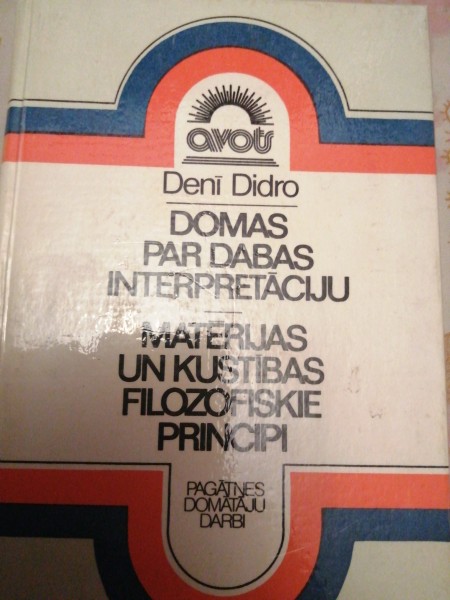 avots
Denī Didro
DOMAS
PAR DABAS
INTERPRETĀCIJU
MATĒRIJAS
UN KUSTĪBAS
FILOZOFISKIE
PRINCIPI
PAGĀTNES
DOMĀTĀJU
DARBI